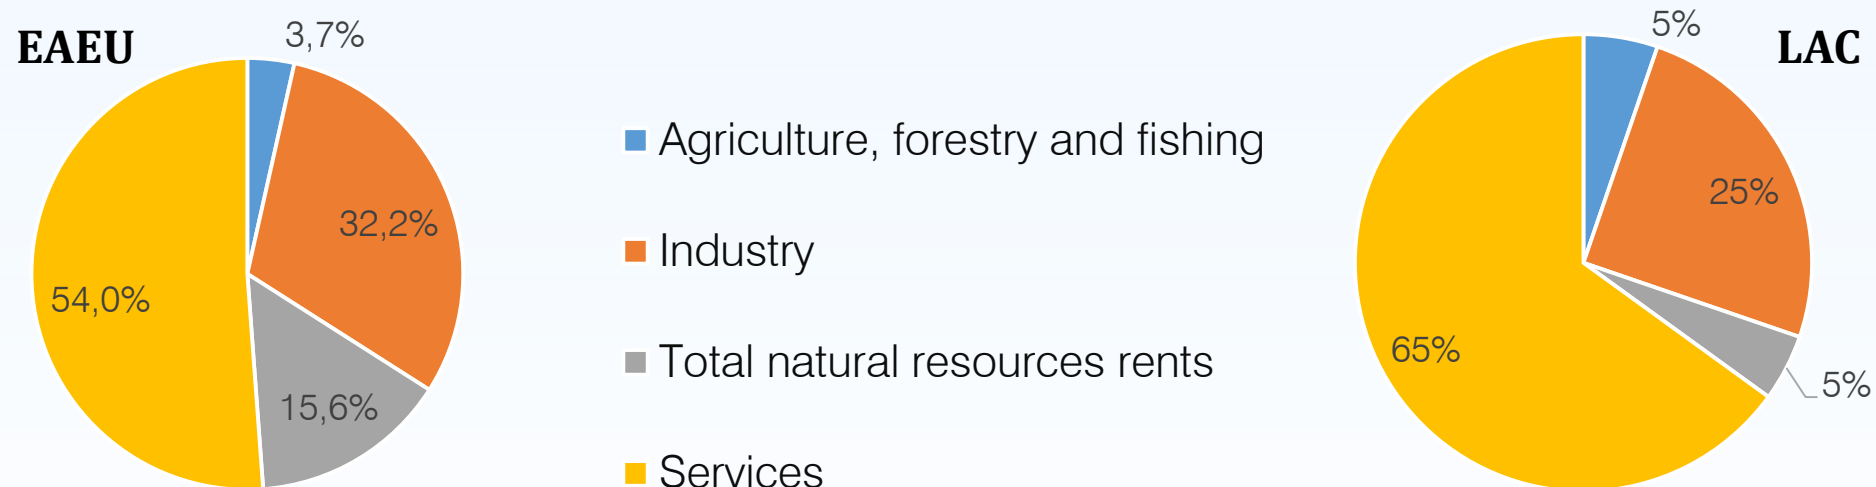 EAEU
3,7%
32,2%
15,6%
54,0%
Agriculture, forestry and fishing
Industry
Total natural resources rents
Services
LAC
5%
25%
5%
65%